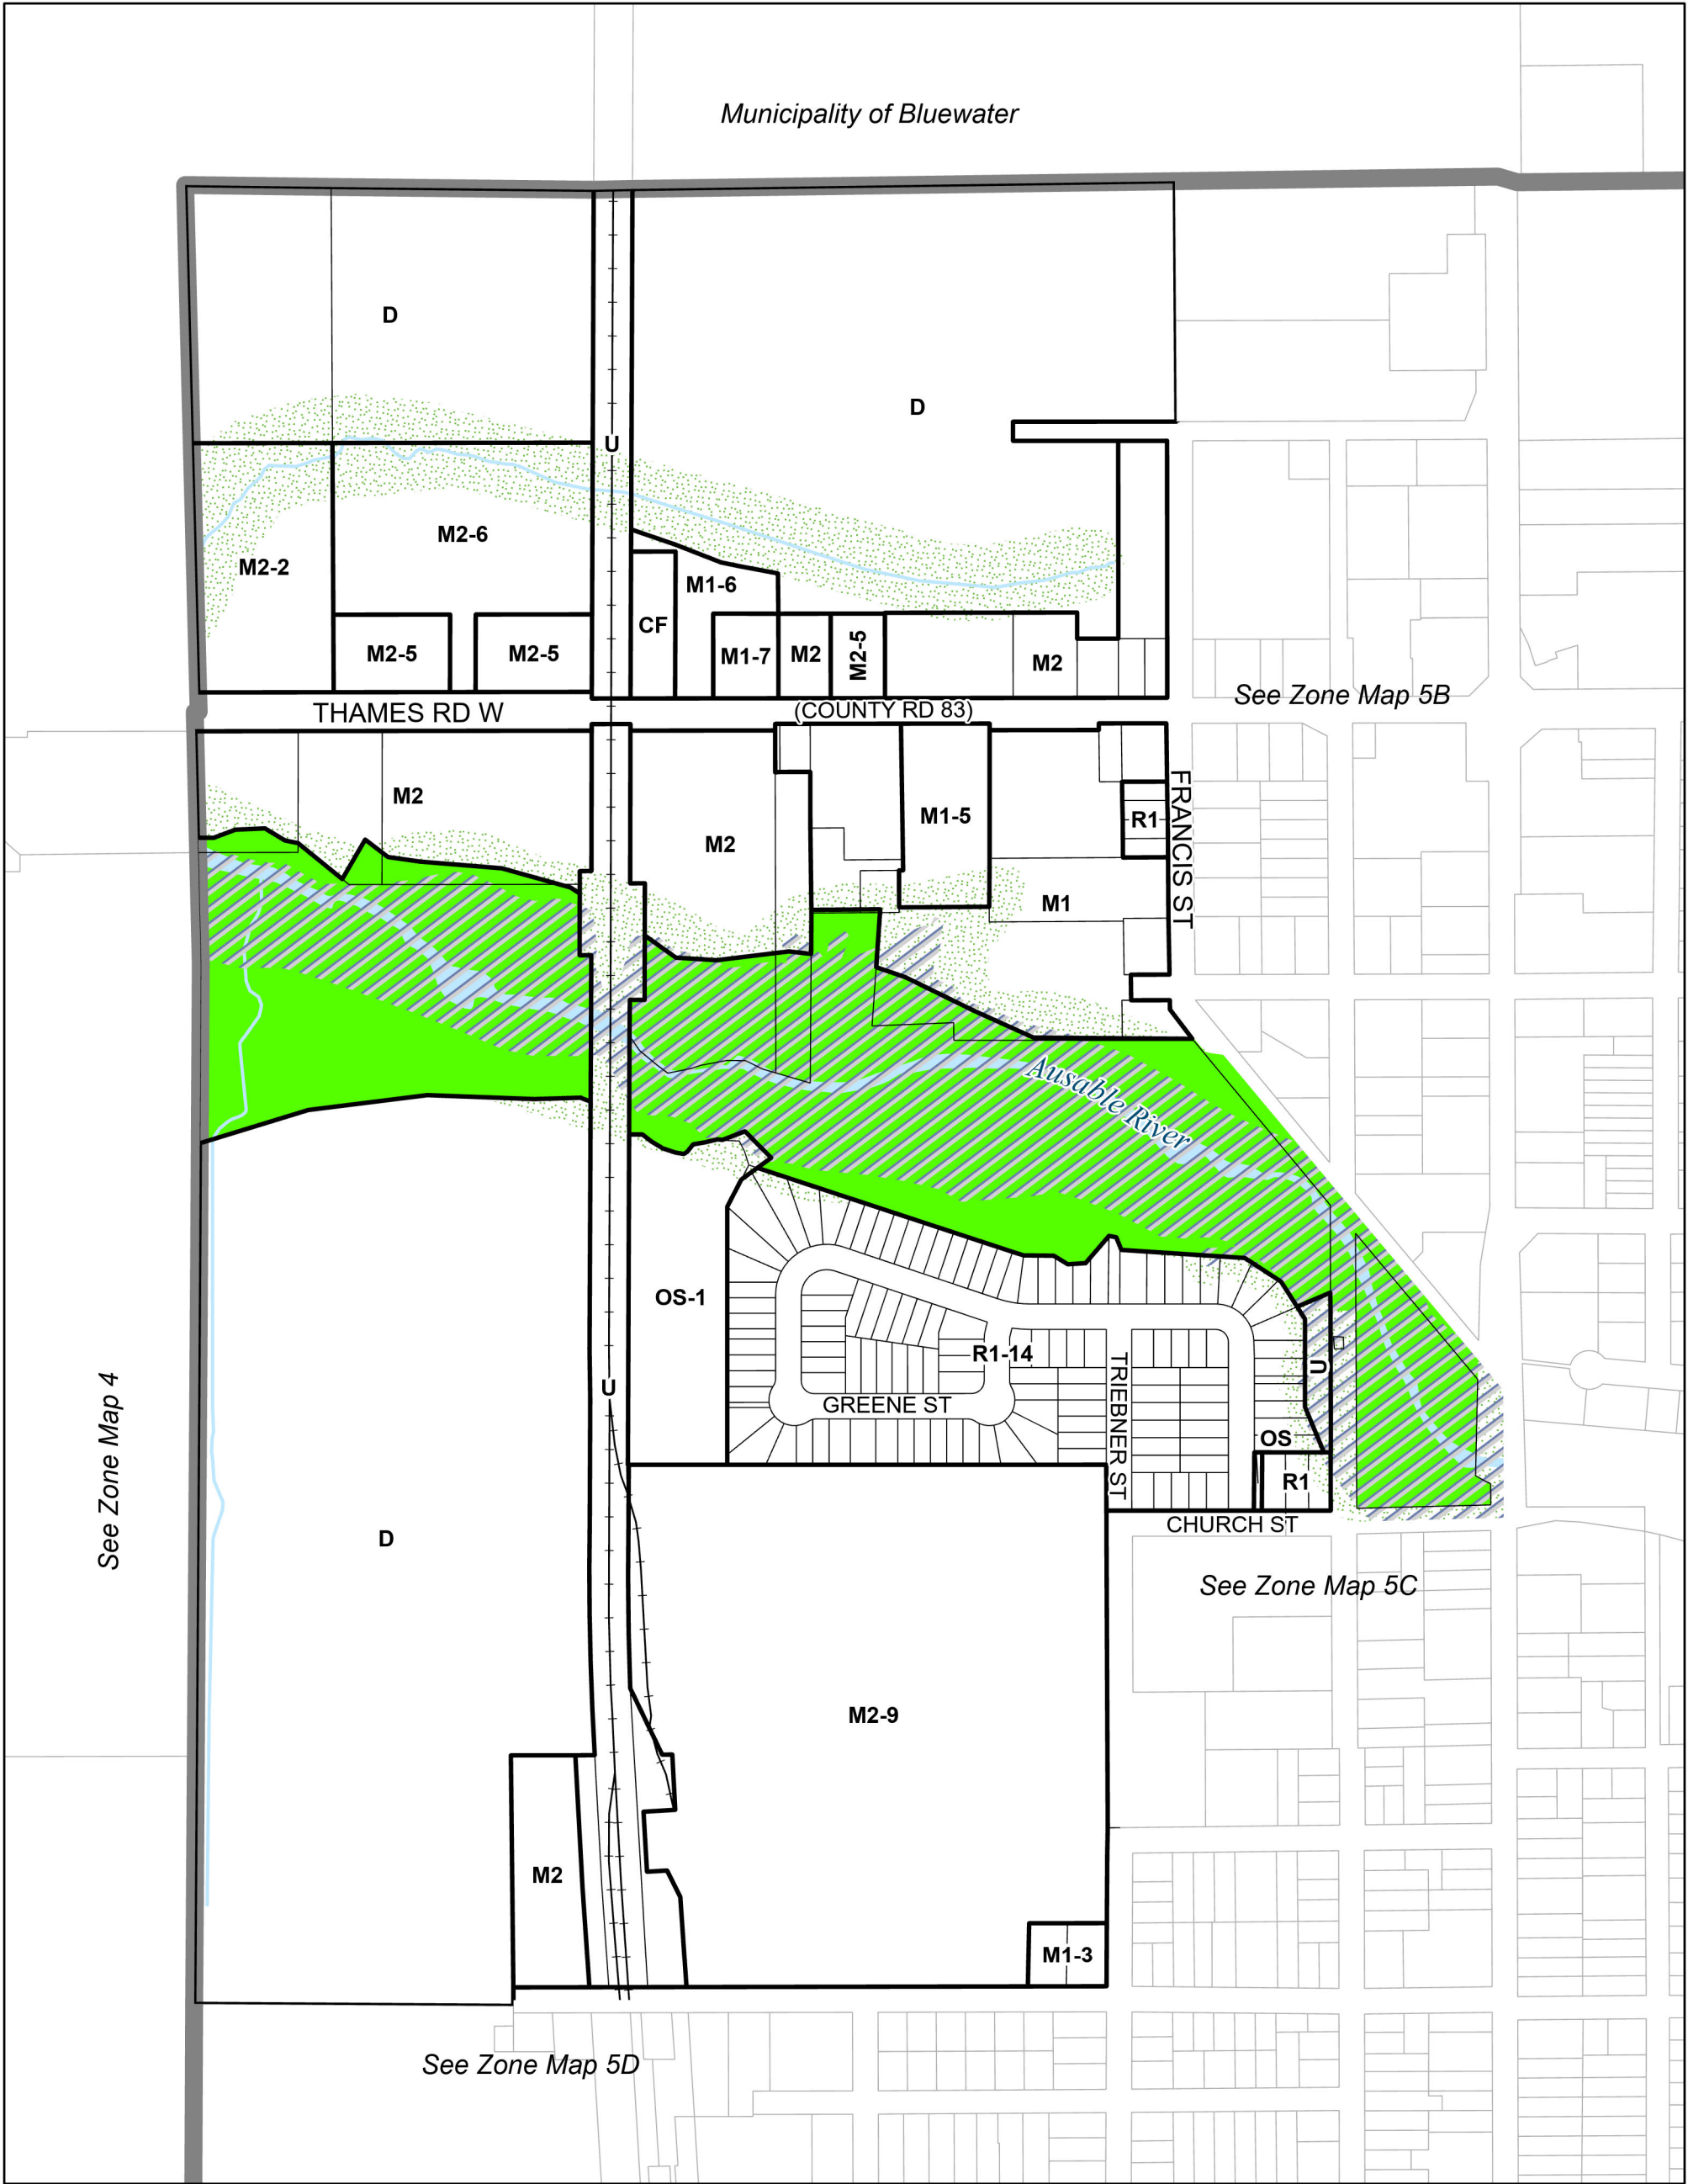 Municipality of Bluewater
D
D
U
M2-6
M2-2
M1-6
CF
M2-5
M2-5
M1-7
M2
M2-5
M2
See Zone Map 5B
THAMES RD W
(COUNTY RD 83)
M2
M2
M1-5
R1
FRANCIS ST
M1
Ausable River
OS-1
R1-14
U
U
GREENE ST
TRIEBNER ST
OS
R1
CHURCH ST
See Zone Map 4
D
See Zone Map 5C
M2-9
M2
M1-3
See Zone Map 5D